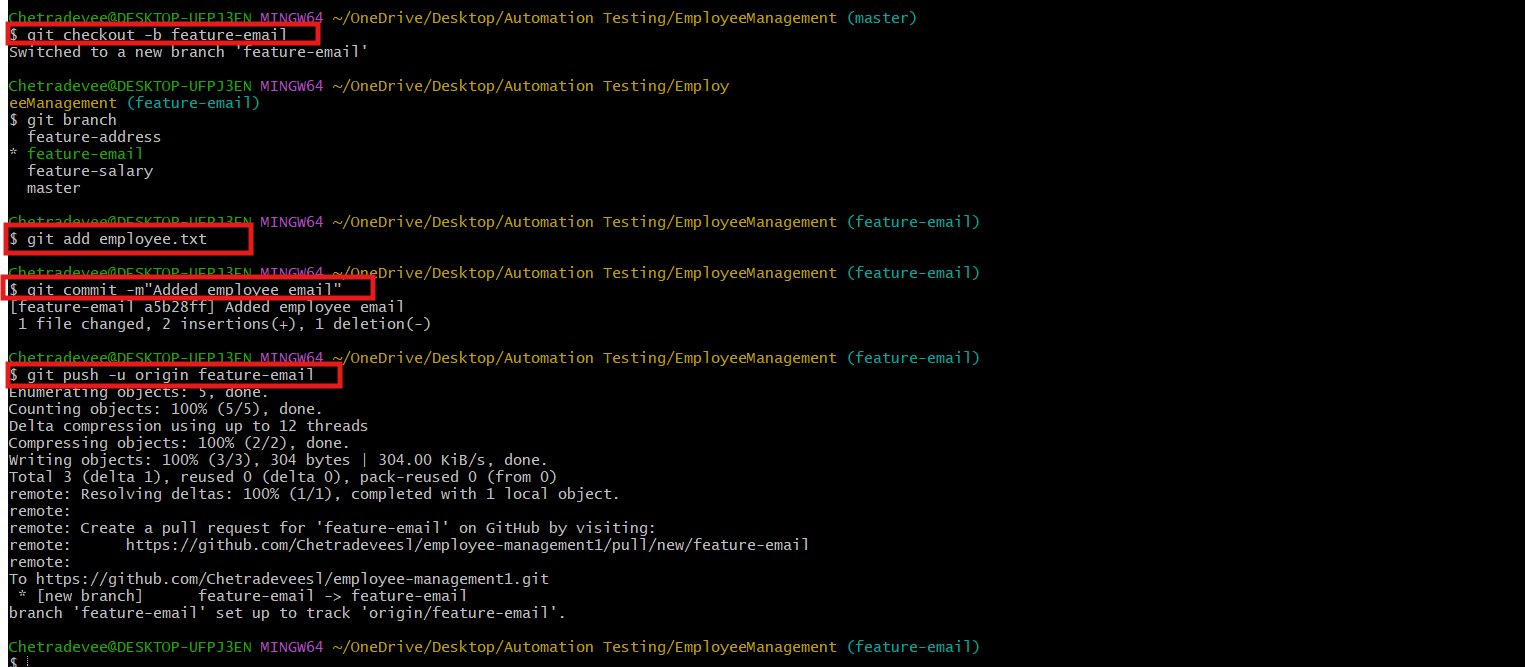 Chetradevee@DESKTOP-UFPJ3EN MINGW64 ~/OneDrive/Desktop/Automation Testing/EmployeeManagement (master)
$ git checkout -b feature-email
Switched to a new branch 'feature-email'
Chetradevee@DESKTOP-UFPJ3EN MINGW64 ~/OneDrive/Desktop/Automation Testing/Employ
eeManagement (feature-email)
$ git branch
  feature-address
* feature-email
  feature-salary
  master
Chetradevee@DESKTOP-UFPJ3EN MINGW64 ~/OneDrive/Desktop/Automation Testing/EmployeeManagement (feature-email)
$ git add employee.txt
Chetradevee@DESKTOP-UFPJ3EN MINGW64 ~/OneDrive/Desktop/Automation Testing/EmployeeManagement (feature-email)
$ git commit -m"Added employee email"
[feature-email a5b28ff] Added employee email
 1 file changed, 2 insertions(+), 1 deletion(-)
Chetradevee@DESKTOP-UFPJ3EN MINGW64 ~/OneDrive/Desktop/Automation Testing/EmployeeManagement (feature-email)
$ git push -u origin feature-email
Enumerating objects: 5, done.
Counting objects: 100% (5/5), done.
Delta compression using up to 12 threads
Compressing objects: 100% (2/2), done.
Writing objects: 100% (3/3), 304 bytes | 304.00 KiB/s, done.
Total 3 (delta 1), reused 0 (delta 0), pack-reused 0 (from 0)
remote: Resolving deltas: 100% (1/1), completed with 1 local object.
remote:
remote: Create a pull request for 'feature-email' on GitHub by visiting:
remote:      https://github.com/Chetradeveesl/employee-management1/pull/new/feature-email
remote:
To https://github.com/Chetradeveesl/employee-management1.git
 * [new branch]      feature-email -> feature-email
branch 'feature-email' set up to track 'origin/feature-email'.
Chetradevee@DESKTOP-UFPJ3EN MINGW64 ~/OneDrive/Desktop/Automation Testing/EmployeeManagement (feature-email)
$